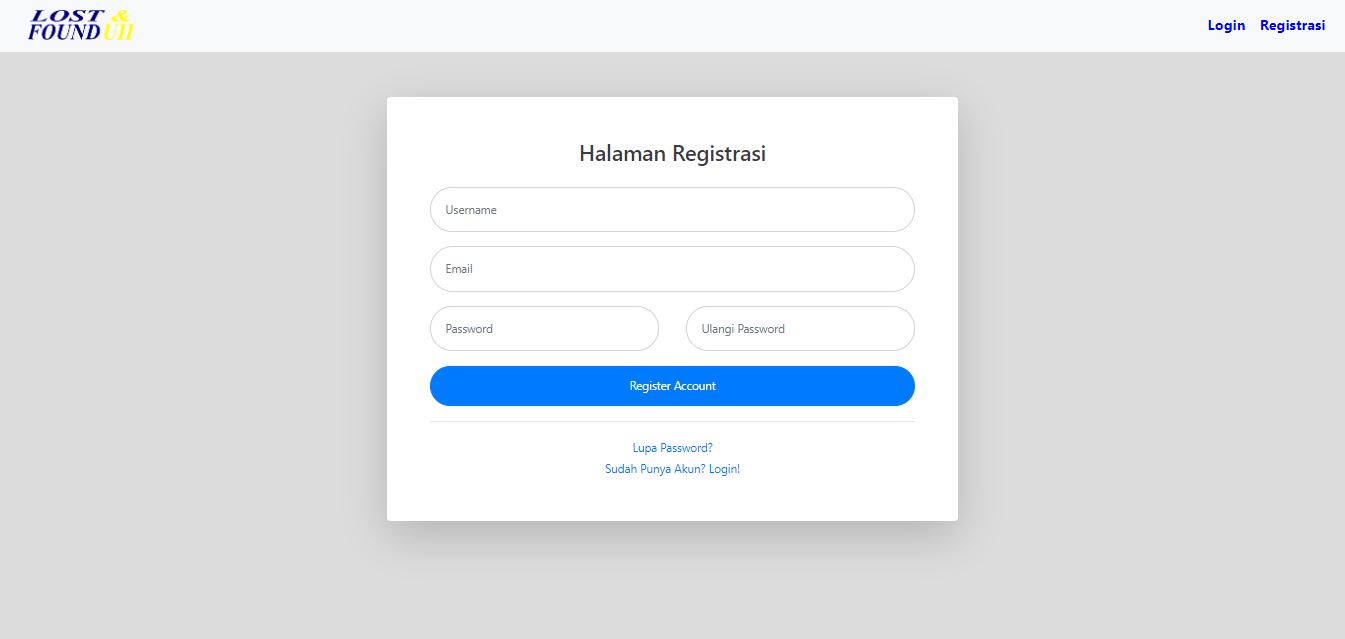 LOST &
FOUND UII
Login Registrasi
Halaman Registrasi
Username
Email
Password Ulangi Password
Register Account
Lupa Password?
Sudah Punya Akun? Login!